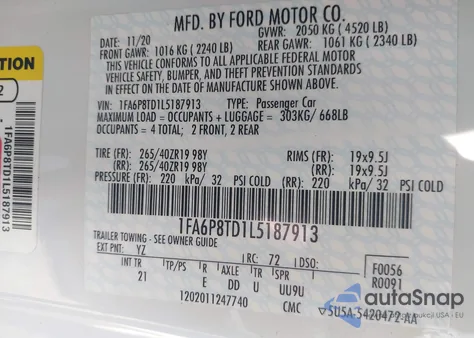 MFD. BY FORD MOTOR CO.
DATE: 11/20 GVWR: 2050 KG ( 4520 LB)
FRONT GAWR: 1016 KG ( 2240 LB) REAR GAWR: 1061 KG ( 2340 LB)
THIS VEHICLE CONFORMS TO ALL APPLICABLE FEDERAL MOTOR
VEHICLE SAFETY, BUMPER, AND THEFT PREVENTION STANDARDS
IN EFFECT ON THE DATE OF MANUFACTURE SHOWN ABOVE.
VIN: 1FA6P8TD1L5187913 TYPE: Passenger Car
MAXIMUM LOAD = OCCUPANTS + LUGGAGE = 303KG/ 668LB
OCCUPANTS = 4 TOTAL; 2 FRONT, 2 REAR
TIRE (FR): 265/40ZR19 98Y RIMS (FR): 19x9.5J
(RR): 265/40ZR19 98Y (RR): 19x9.5J
PRESSURE (FR): 220 kPa/ 32 PSI COLD (RR): 220 kPa/ 32 PSI COLD
1FA6P8TD1L5187913
TRAILER TOWING - SEE OWNER GUIDE
EXT PNT: YZ RC: 72 DSO: F0056
INT TR TP/PS R AXLE TR SPR R0091
21 E DD U UU9U
1202011247740 CMC 5U5A-5420472-AA
TION
2
1FA6P8TD1L5187913
autoSnap